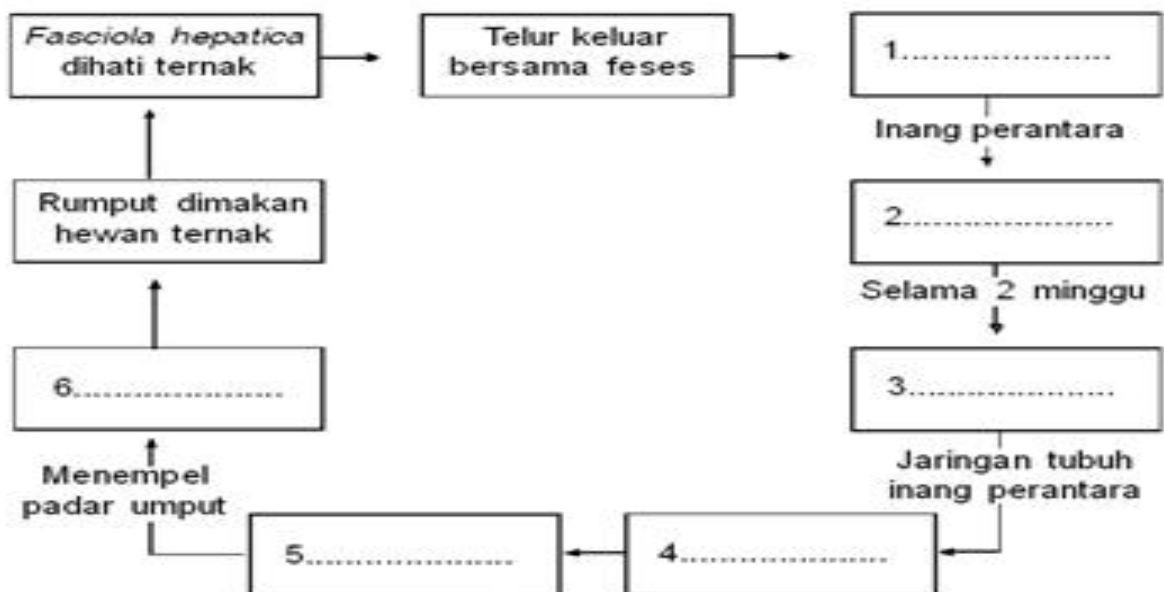 Fasciola hepatica
dihati ternak
Telur keluar
bersama feses
1.....................
Inang perantara
2.......................
Selama 2 minggu
3.....................
Jaringan tubuh
inang perantara
4.....................
5.....................
Menempel
padar umput
6.....................
Rumput dimakan
hewan ternak